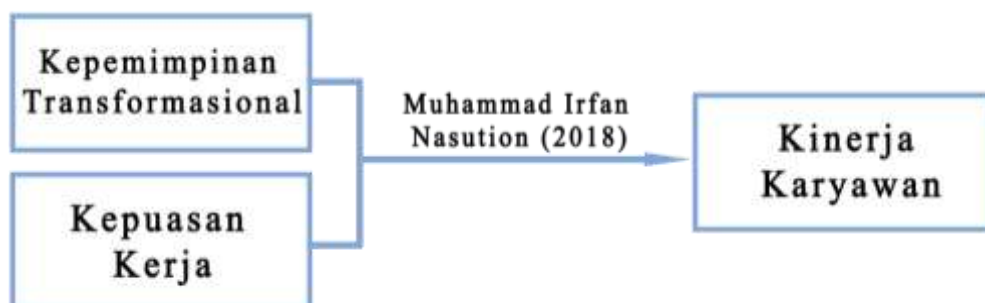 Kepemimpinan
Transformasional
Kepuasan
Kerja
Muhammad Irfan
Nasution (2018)
Kinerja
Karyawan